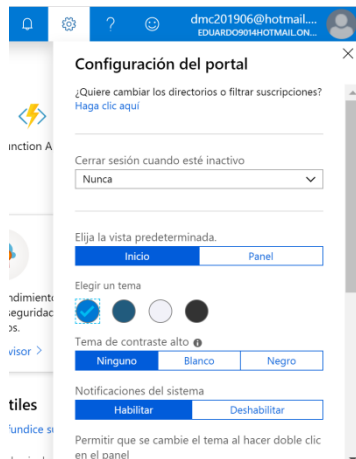 dmc201906@hotmail....
EDUARDO9014HOTMAIL.ON...
Configuración del portal
¿Quiere cambiar los directorios o filtrar suscripciones?
Haga clic aquí
unction A
Cerrar sesión cuando esté inactivo
Nunca
Elija la vista predeterminada.
Inicio Panel
Elegir un tema
ndimiento
seguridad
os.
visor >
Tema de contraste alto
Ninguno Blanco Negro
Notificaciones del sistema
Habilitar Deshabilitar
tiles
fundice su
Permitir que se cambie el tema al hacer doble clic
en el panel